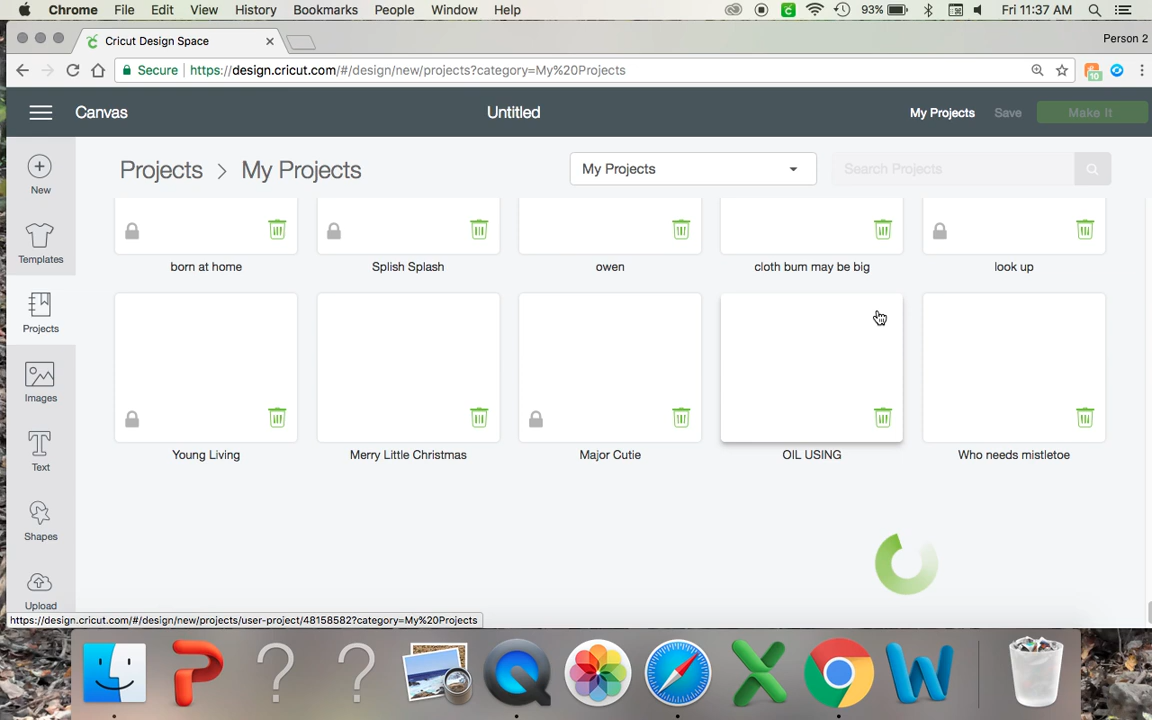 Chrome File Edit View History Bookmarks People Window Help 93% Fri 11:37 AM
Cricut Design Space Person 2
Secure https://design.cricut.com/#/design/new/projects?category=My%20Projects 10
Canvas Untitled My Projects Save Make It
New
Templates
Projects
Images
Text
Shapes
Upload
Projects > My Projects My Projects Search Projects
born at home Splish Splash owen cloth bum may be big look up
Young Living Merry Little Christmas Major Cutie OIL USING Who needs mistletoe
https://design.cricut.com/#/design/new/projects/user-project/48158582?category=My%20Projects